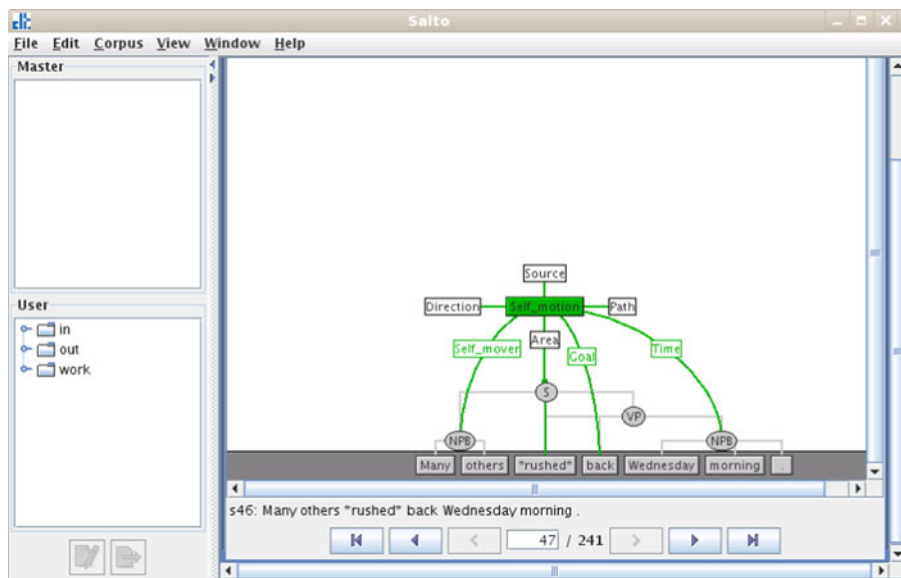 Salto
File Edit Corpus View Window Help
Master
User
in
out
work
Source
Direction Self_motion Path
Area
Self_mover Goal Time
S
VP
NPB NPB
Many others *rushed* back Wednesday morning .
s46: Many others *rushed* back Wednesday morning .
47 / 241